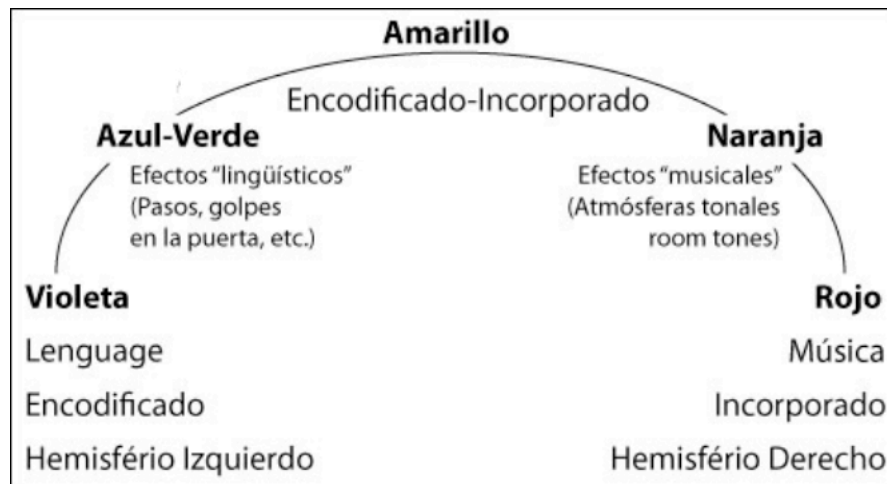 Amarillo
Encodificado-Incorporado
Azul-Verde
Naranja
Efectos "lingüísticos"
(Pasos, golpes
en la puerta, etc.)
Efectos "musicales"
(Atmósferas tonales
room tones)
Violeta
Rojo
Lenguage
Música
Encodificado
Incorporado
Hemisfério Izquierdo
Hemisfério Derecho